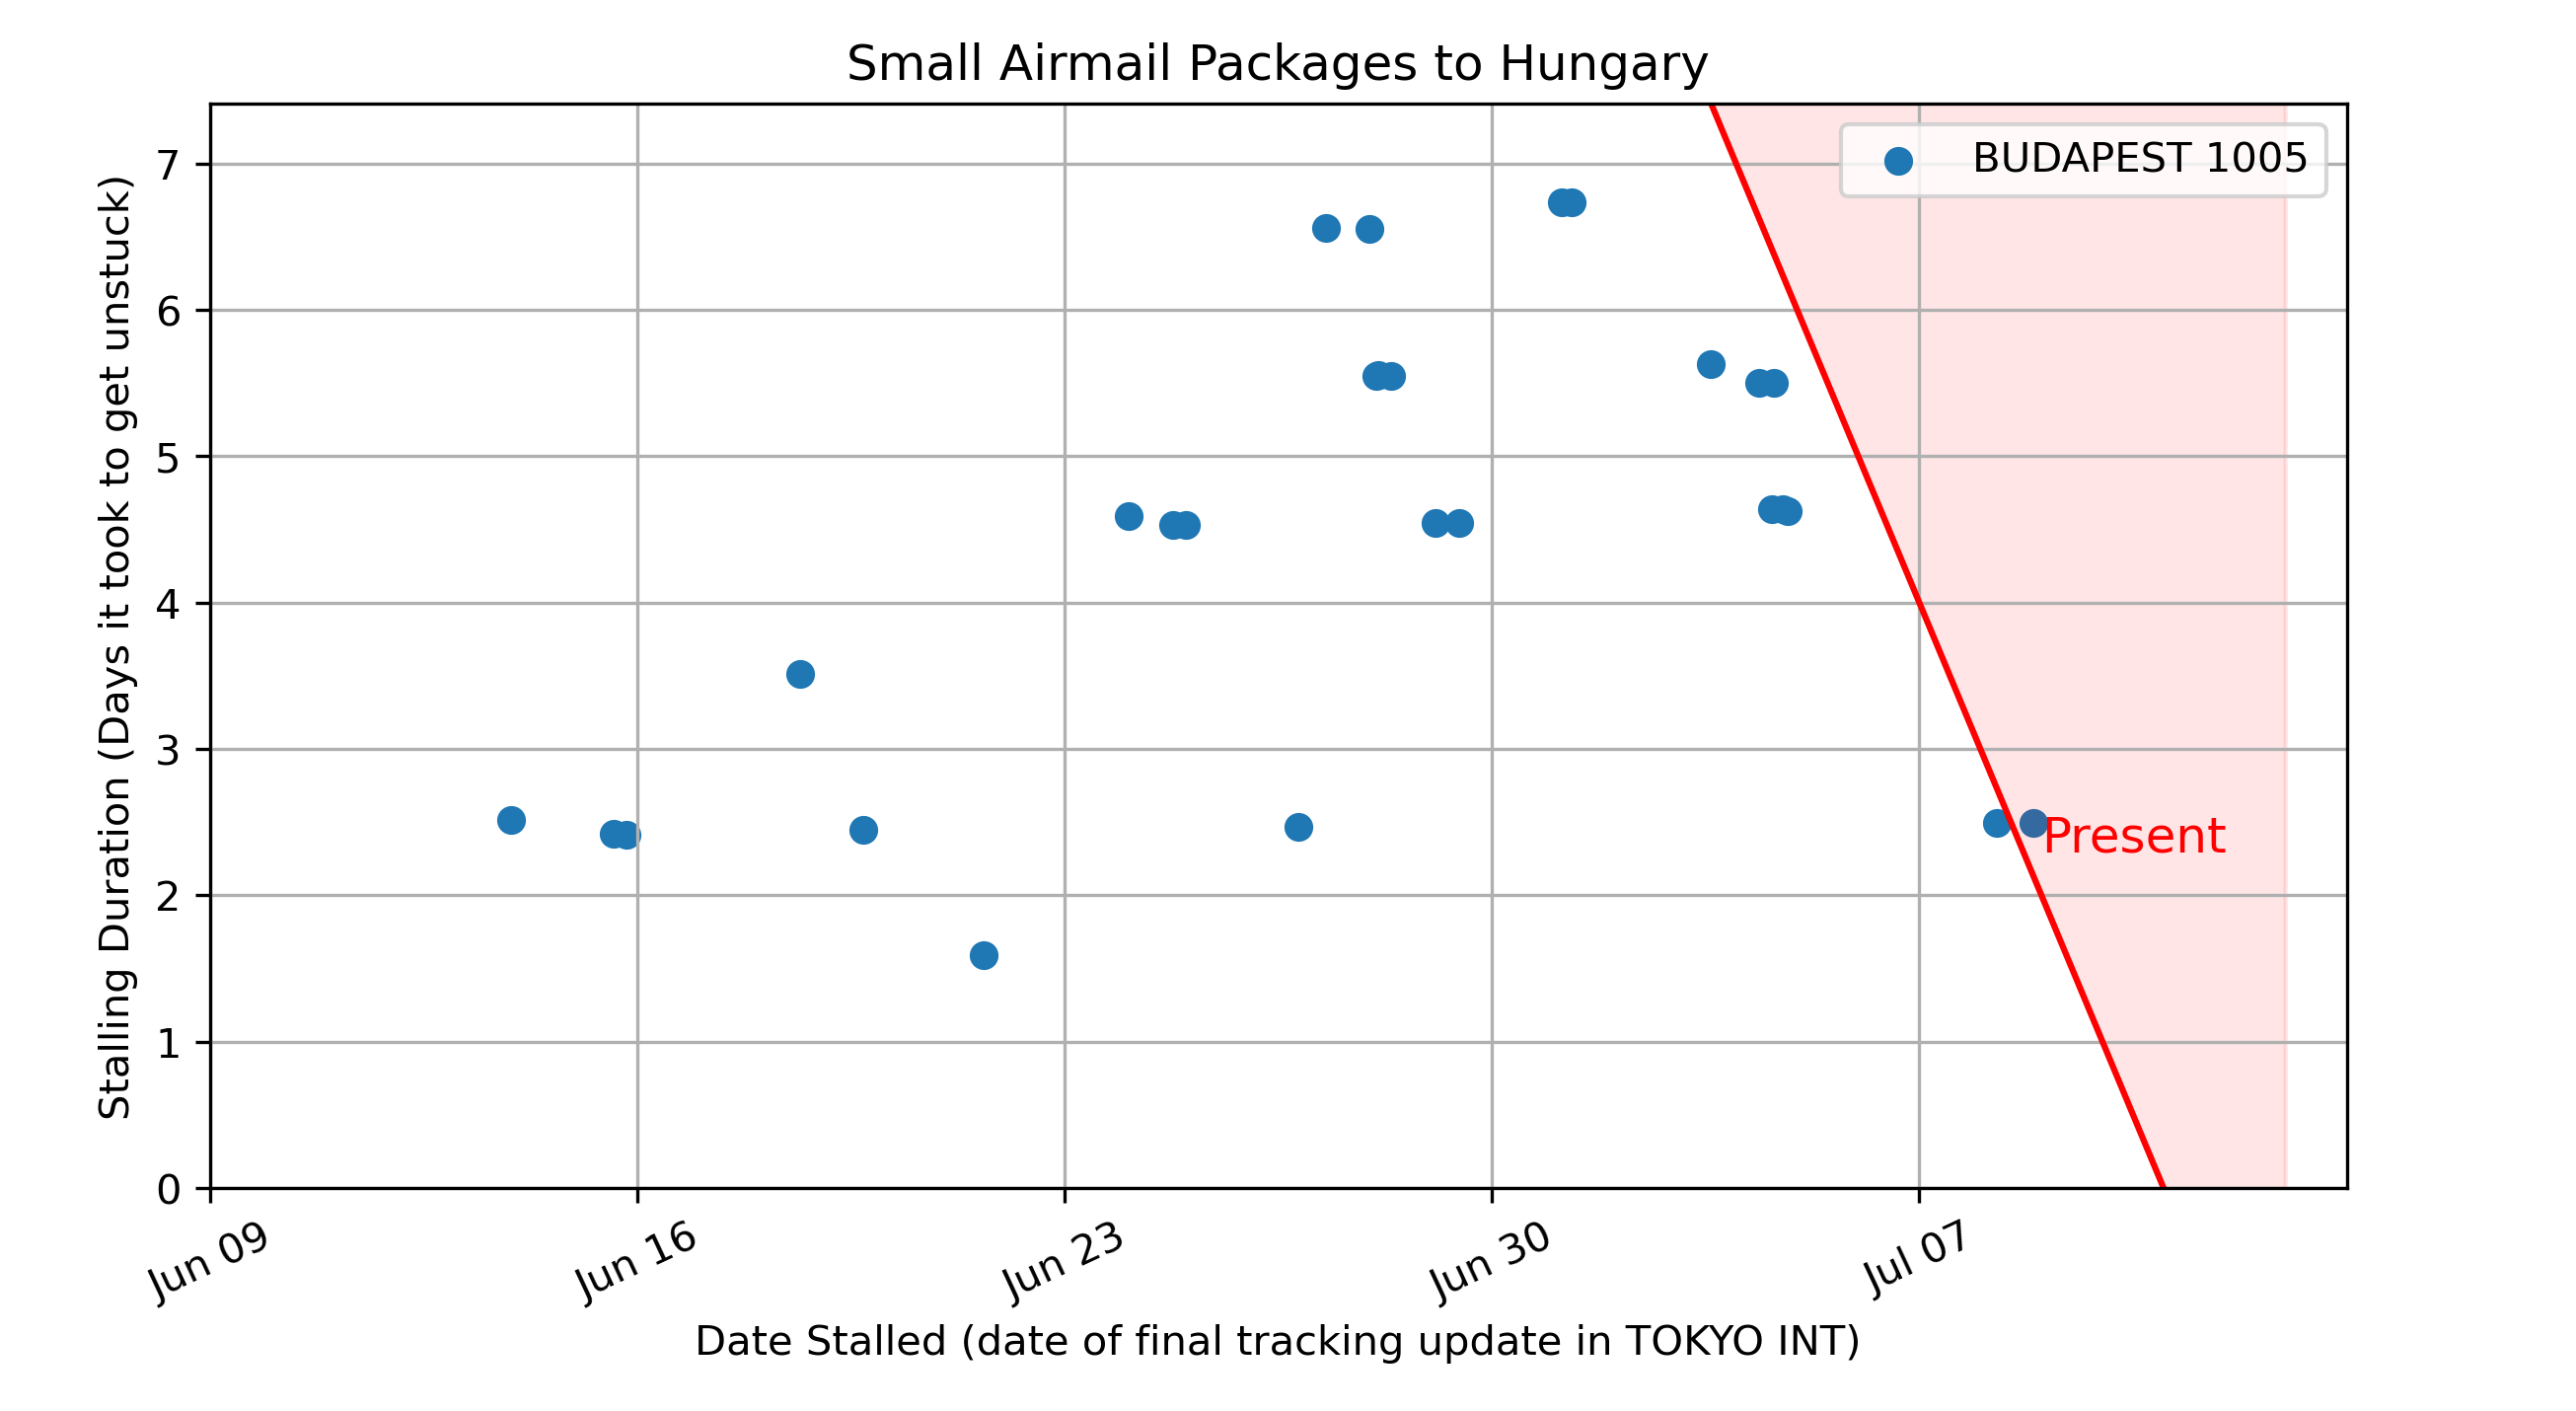 Small Airmail Packages to Hungary
BUDAPEST 1005
Stalling Duration (Days it took to get unstuck)
7
6
5
4
3
2
1
0
Present
Jun 09
Jun 16
Jun 23
Jun 30
Jul 07
Date Stalled (date of final tracking update in TOKYO INT)